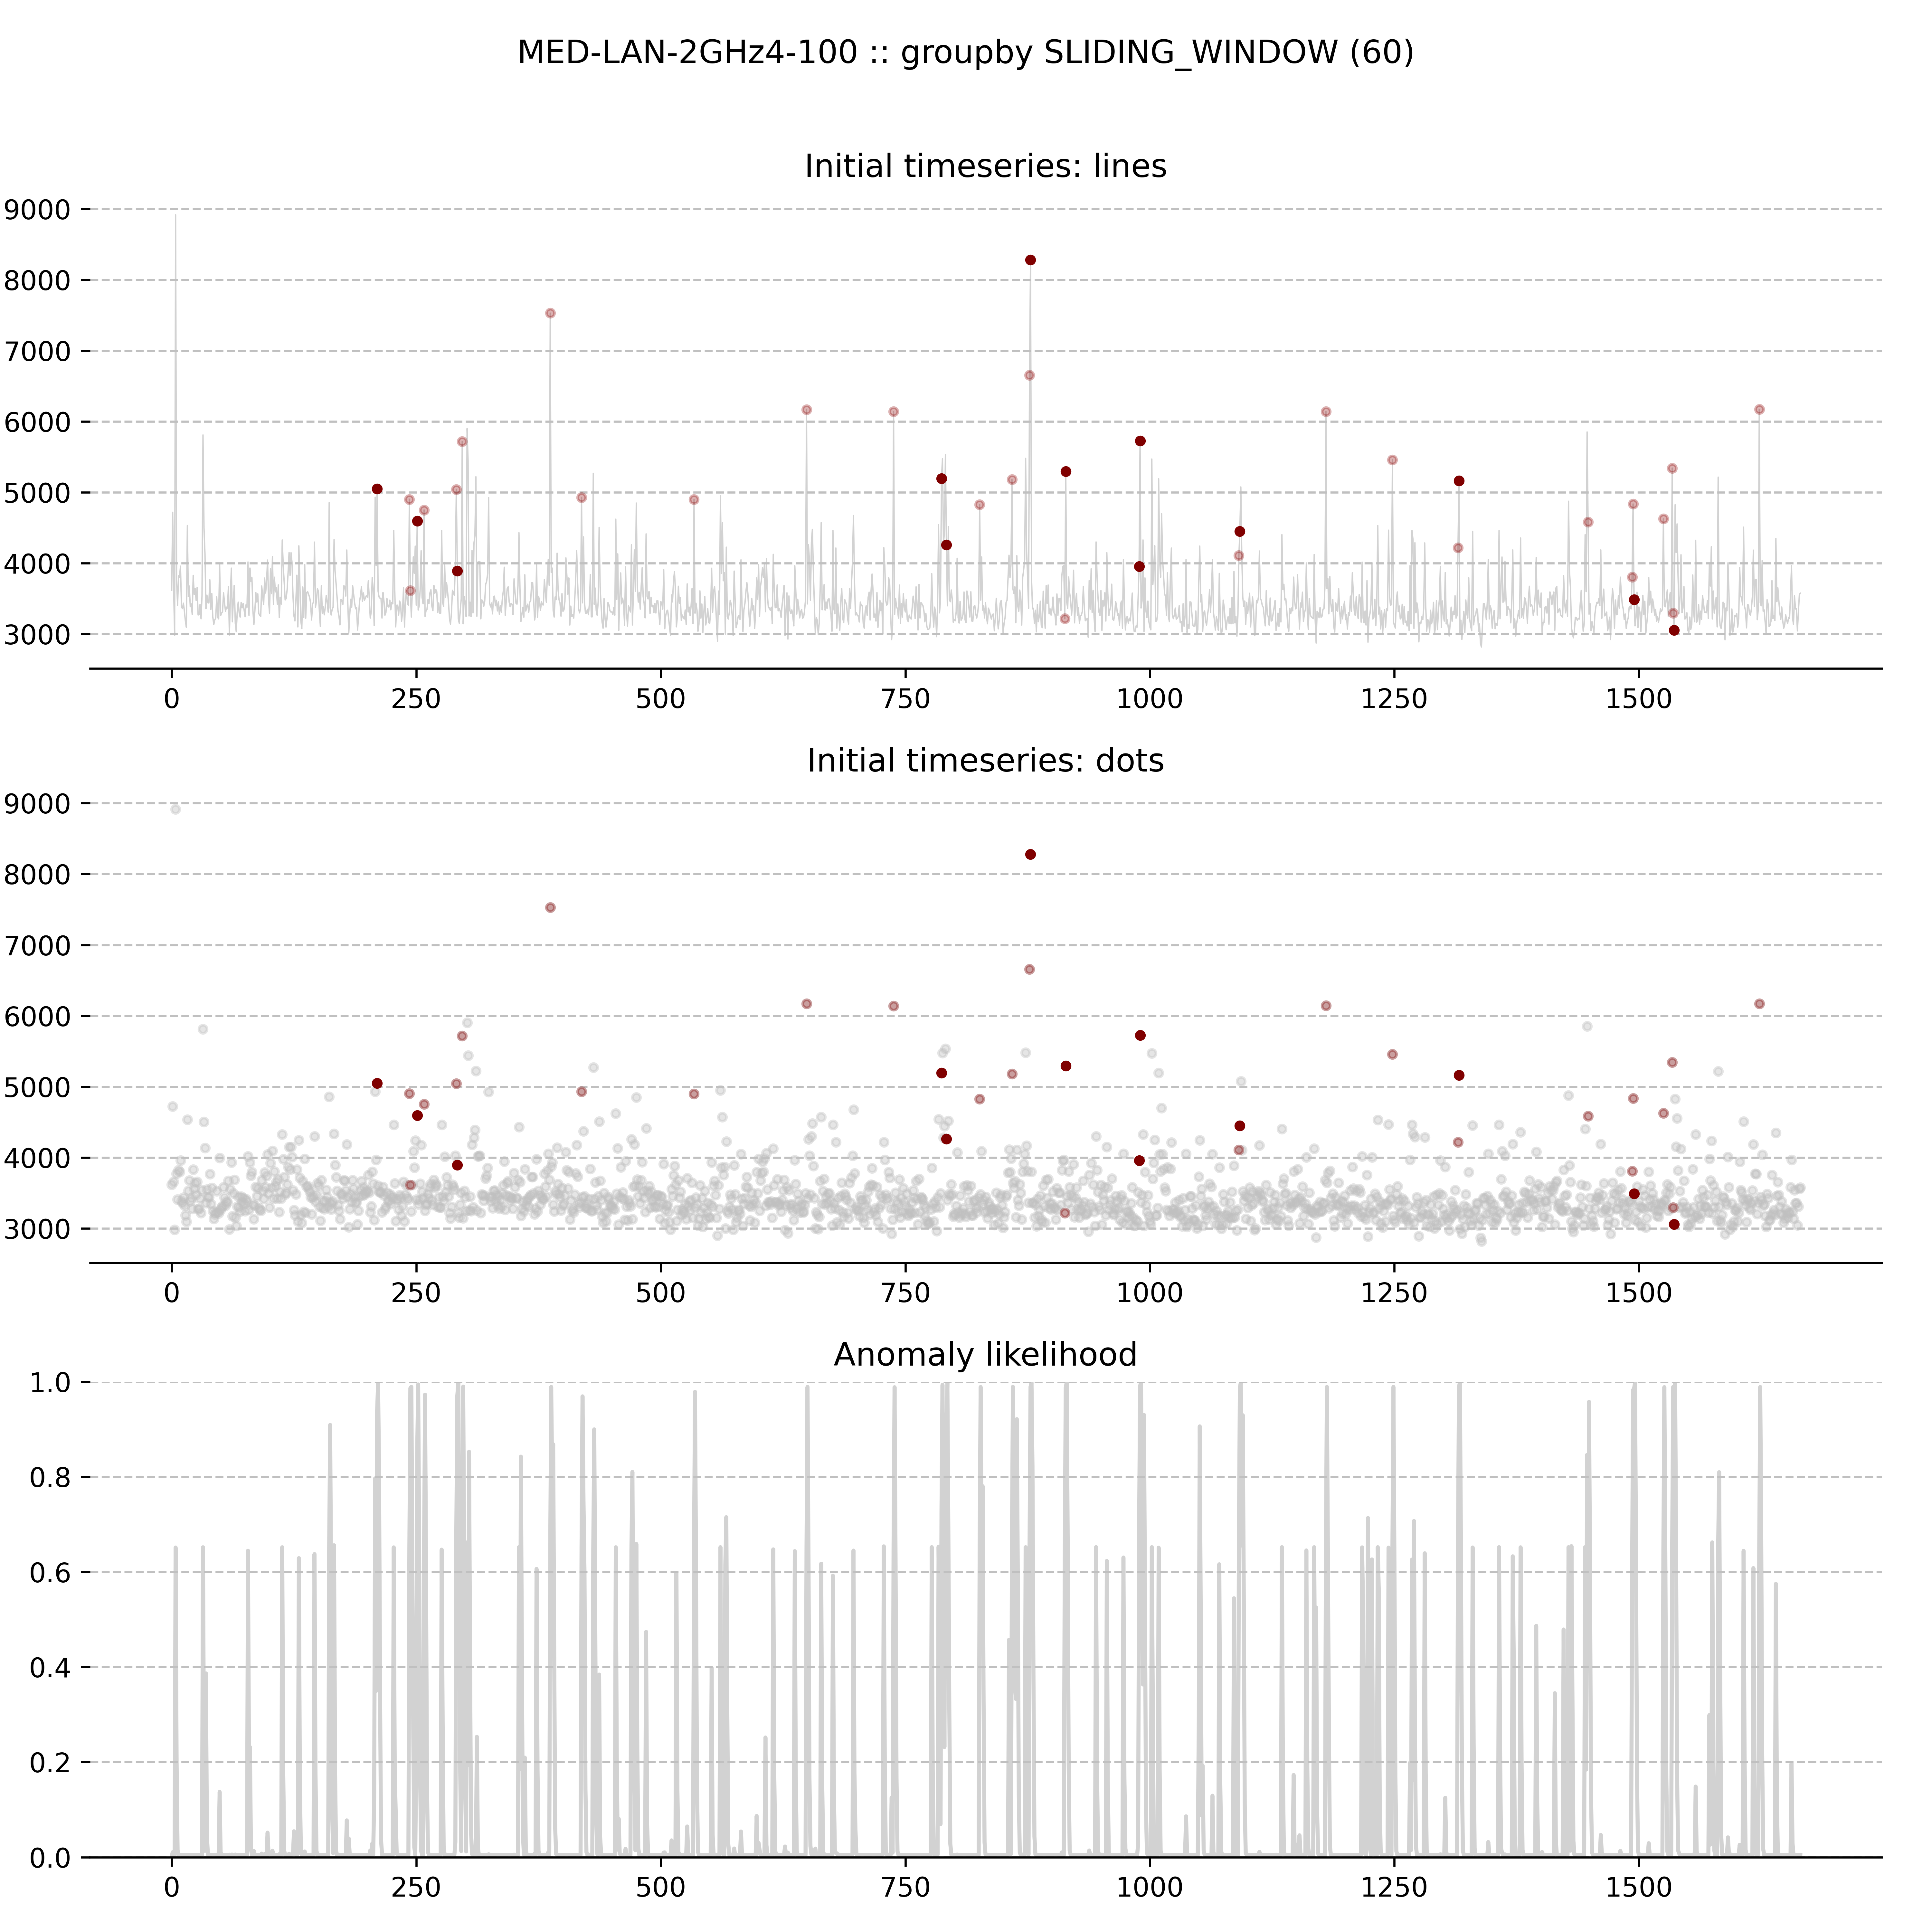 MED-LAN-2GHz4-100 :: groupby SLIDING_WINDOW (60)
Initial timeseries: lines
9000
8000
7000
6000
5000
4000
3000
0 250 500 750 1000 1250 1500
Initial timeseries: dots
9000
8000
7000
6000
5000
4000
3000
0 250 500 750 1000 1250 1500
Anomaly likelihood
1.0
0.8
0.6
0.4
0.2
0.0
0 250 500 750 1000 1250 1500